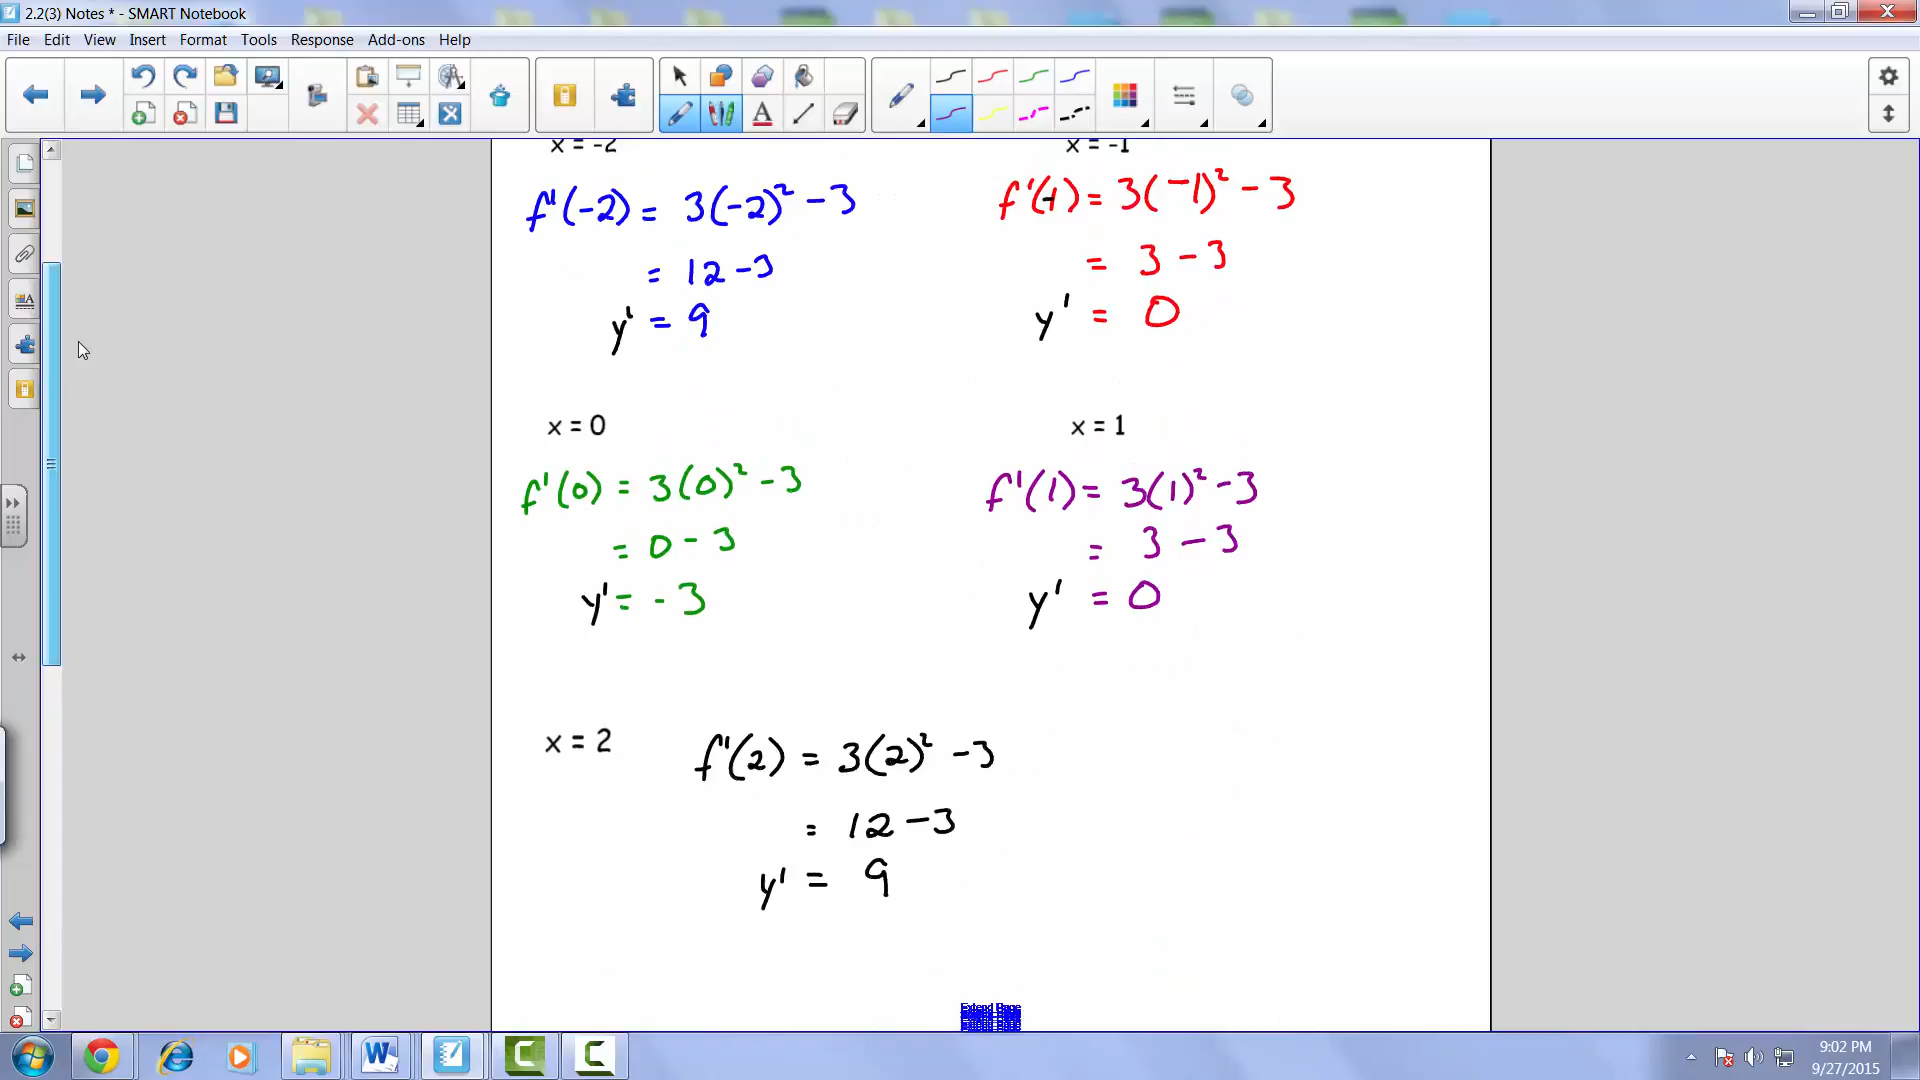 2.2(3) Notes * - SMART Notebook
File Edit View Insert Format Tools Response Add-ons Help
x = -2
f'(-2) = 3(-2)² - 3
= 12 - 3
y' = 9
x = -1
f'(-1) = 3(-1)² - 3
= 3 - 3
y' = 0
x = 0
f'(0) = 3(0)² - 3
= 0 - 3
y' = - 3
x = 1
f'(1) = 3(1)² - 3
= 3 - 3
y' = 0
x = 2
f'(2) = 3(2)² - 3
= 12 - 3
y' = 9
Extend Page
9:02 PM
9/27/2015